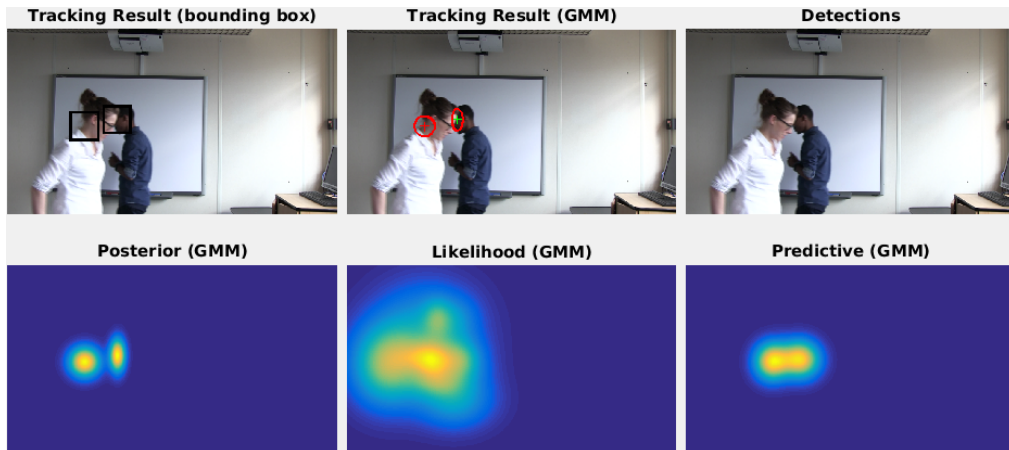 Tracking Result (bounding box)
Tracking Result (GMM)
Detections
Posterior (GMM)
Likelihood (GMM)
Predictive (GMM)